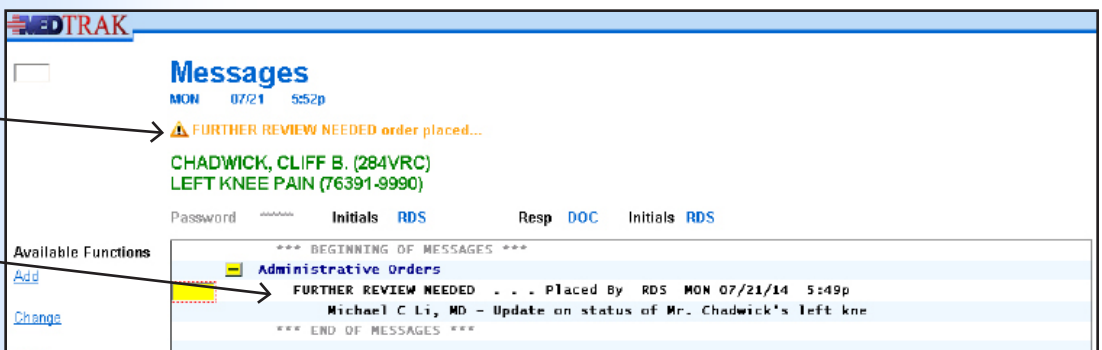 MEDTRAK
Messages
MON 07/21 5:52p
FURTHER REVIEW NEEDED order placed...
CHADWICK, CLIFF B. (284VRC)
LEFT KNEE PAIN (76391-9990)
Password ****** Initials RDS Resp DOC Initials RDS
Available Functions
Add
Change
*** BEGINNING OF MESSAGES ***
Administrative Orders
FURTHER REVIEW NEEDED . . . Placed By RDS MON 07/21/14 5:49p
Michael C Li, MD - Update on status of Mr. Chadwick's left kne
*** END OF MESSAGES ***